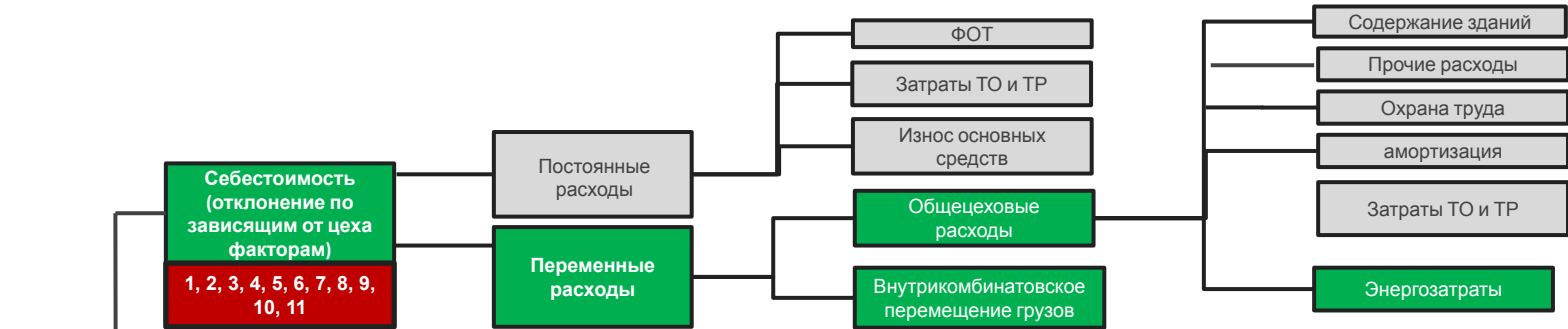 Себестоимость
(отклонение по
зависящим от цеха
факторам)
1, 2, 3, 4, 5, 6, 7, 8, 9,
10, 11
Постоянные
расходы
Переменные
расходы
ФОТ
Затраты ТО и ТР
Износ основных
средств
Общецеховые
расходы
Внутрикомбинатовское
перемещение грузов
Содержание зданий
Прочие расходы
Охрана труда
амортизация
Затраты ТО и ТР
Энергозатраты